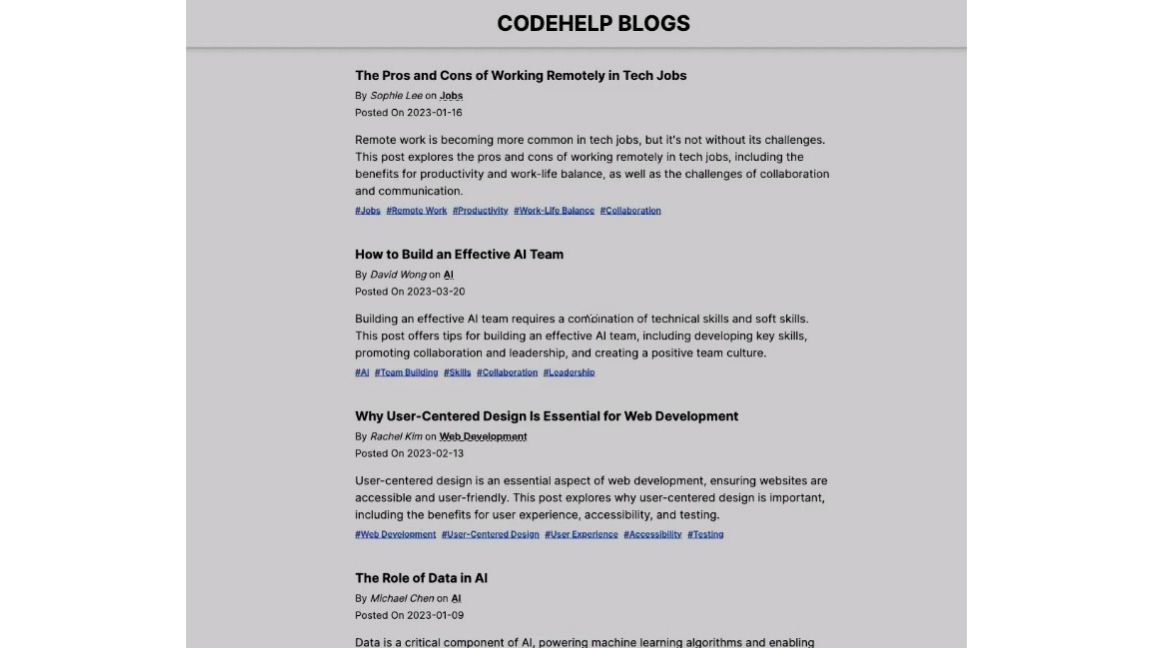 CODEHELP BLOGS
The Pros and Cons of Working Remotely in Tech Jobs
By Sophie Lee on Jobs
Posted On 2023-01-16
Remote work is becoming more common in tech jobs, but it's not without its challenges.
This post explores the pros and cons of working remotely in tech jobs, including the
benefits for productivity and work-life balance, as well as the challenges of collaboration
and communication.
#Jobs #Remote Work #Productivity #Work-Life Balance #Collaboration
How to Build an Effective AI Team
By David Wong on AI
Posted On 2023-03-20
Building an effective AI team requires a combination of technical skills and soft skills.
This post offers tips for building an effective AI team, including developing key skills,
promoting collaboration and leadership, and creating a positive team culture.
#AI #Team Building #Skills #Collaboration #Leadership
Why User-Centered Design Is Essential for Web Development
By Rachel Kim on Web Development
Posted On 2023-02-13
User-centered design is an essential aspect of web development, ensuring websites are
accessible and user-friendly. This post explores why user-centered design is important,
including the benefits for user experience, accessibility, and testing.
#Web Development #User-Centered Design #User Experience #Accessibility #Testing
The Role of Data in AI
By Michael Chen on AI
Posted On 2023-01-09
Data is a critical component of AI, powering machine learning algorithms and enabling